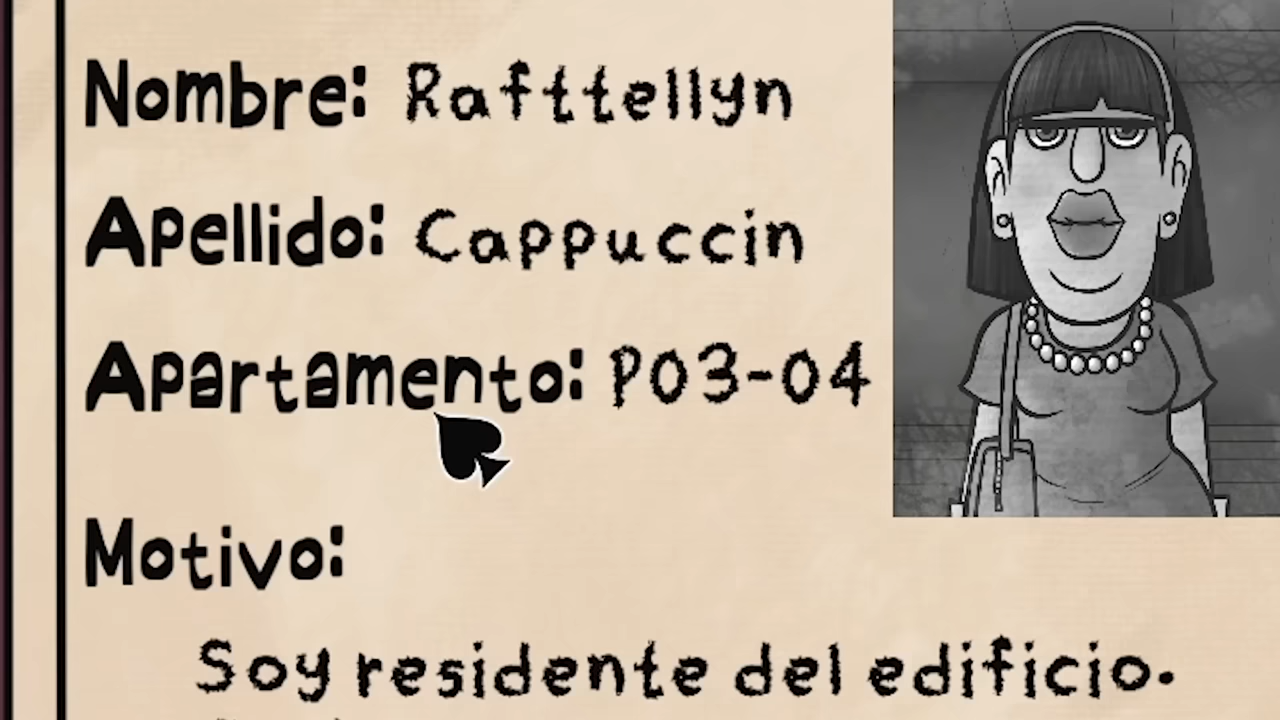 Nombre: Rafttellyn
Apellido: Cappuccin
Apartamento: P03-04
Motivo:
Soy residente del edificio.